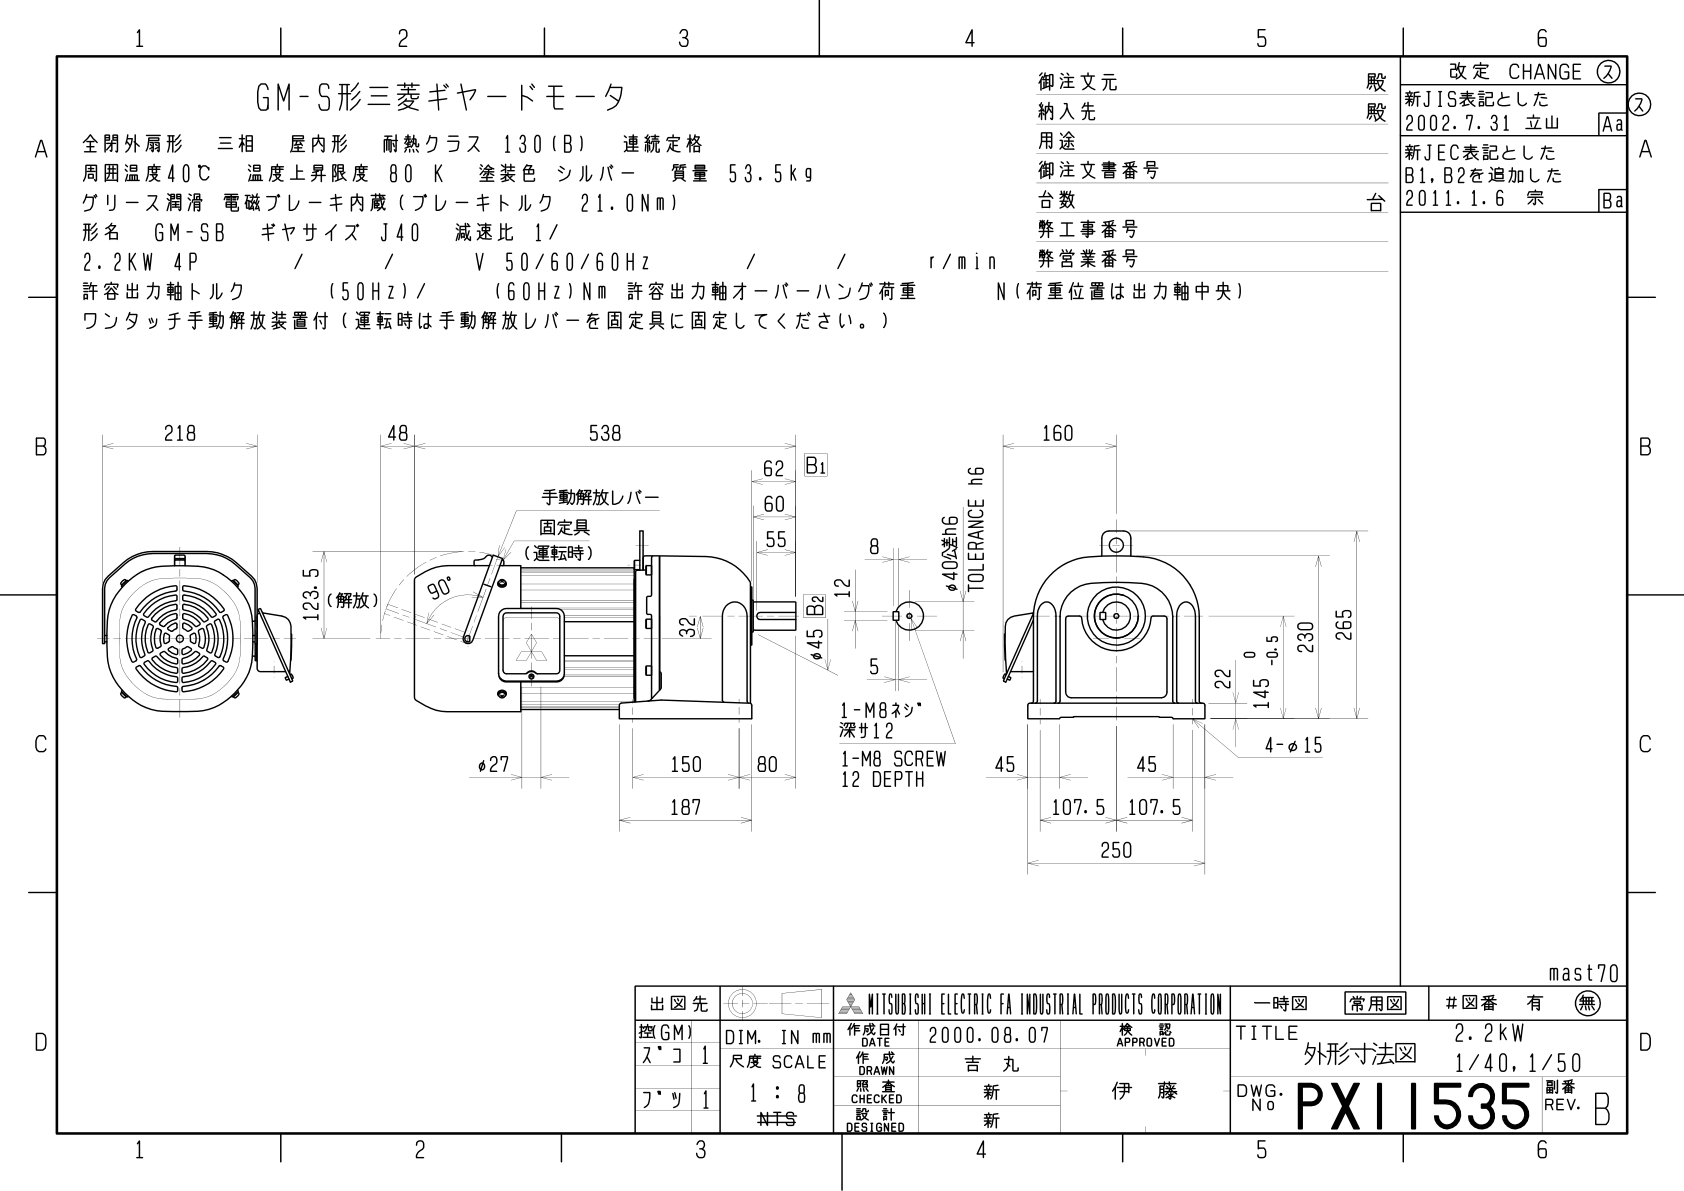 1 2 3 4 5 6
A
B
C
D
GM-S形三菱ギヤードモータ
全閉外扇形 三相 屋内形 耐熱クラス 130(B) 連続定格
周囲温度40℃ 温度上昇限度 80 K 塗装色 シルバー 質量 53.5kg
グリース潤滑 電磁ブレーキ内蔵(ブレーキトルク 21.0Nm)
形名 GM-SB ギヤサイズ J40 減速比 1/
2.2KW 4P / / V 50/60/60Hz / / r/min
許容出力軸トルク (50Hz)/ (60Hz)Nm 許容出力軸オーバーハング荷重 N(荷重位置は出力軸中央)
ワンタッチ手動解放装置付(運転時は手動解放レバーを固定具に固定してください。)
御注文元 殿
納入先 殿
用途
御注文書番号
台数 台
弊工事番号
弊営業番号
改定 CHANGE ス
新JIS表記とした
2002.7.31 立山 Aa
ス
新JEC表記とした
B1,B2を追加した
2011.1.6 宗 Ba
A
B
C
D
218
48
538
62 B1
60
55
手動解放レバー
固定具
(運転時)
123.5
(解放)
90°
32
B2
φ45
φ27
150
80
187
8
12
5
φ40公差h6
TOLERANCE h6
1-M8ネジ
深サ12
1-M8 SCREW
12 DEPTH
160
22
145 0 -0.5
230
265
4-φ15
45
45
107.5
107.5
250
mast70
出図先
控(GM)
スﾞコ 1
フﾞツ 1
DIM. IN mm
尺度 SCALE
1 : 8
NTS
MITSUBISHI ELECTRIC FA INDUSTRIAL PRODUCTS CORPORATION
作成日付
DATE
2000.08.07
検 認
APPROVED
作 成
DRAWN
吉 丸
照 査
CHECKED
新
設 計
DESIGNED
新
伊 藤
一時図 常用図 #図番 有 無
TITLE
外形寸法図
2.2kW
1/40,1/50
DWG.
No
PX11535
副番
REV.
B
1 2 3 4 5 6